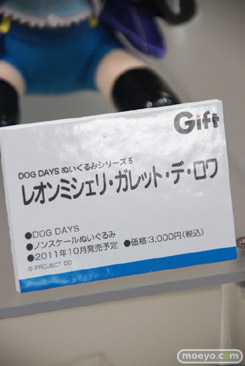 Gift
DOG DAYS ぬいぐるみシリーズ5
レオンミシェリ・ガレット・デ・ロワ
●DOG DAYS
●ノンスケールぬいぐるみ
●2011年10月発売予定 ●価格:3,000円(税込)
© PROJECT DD
moeyo.com